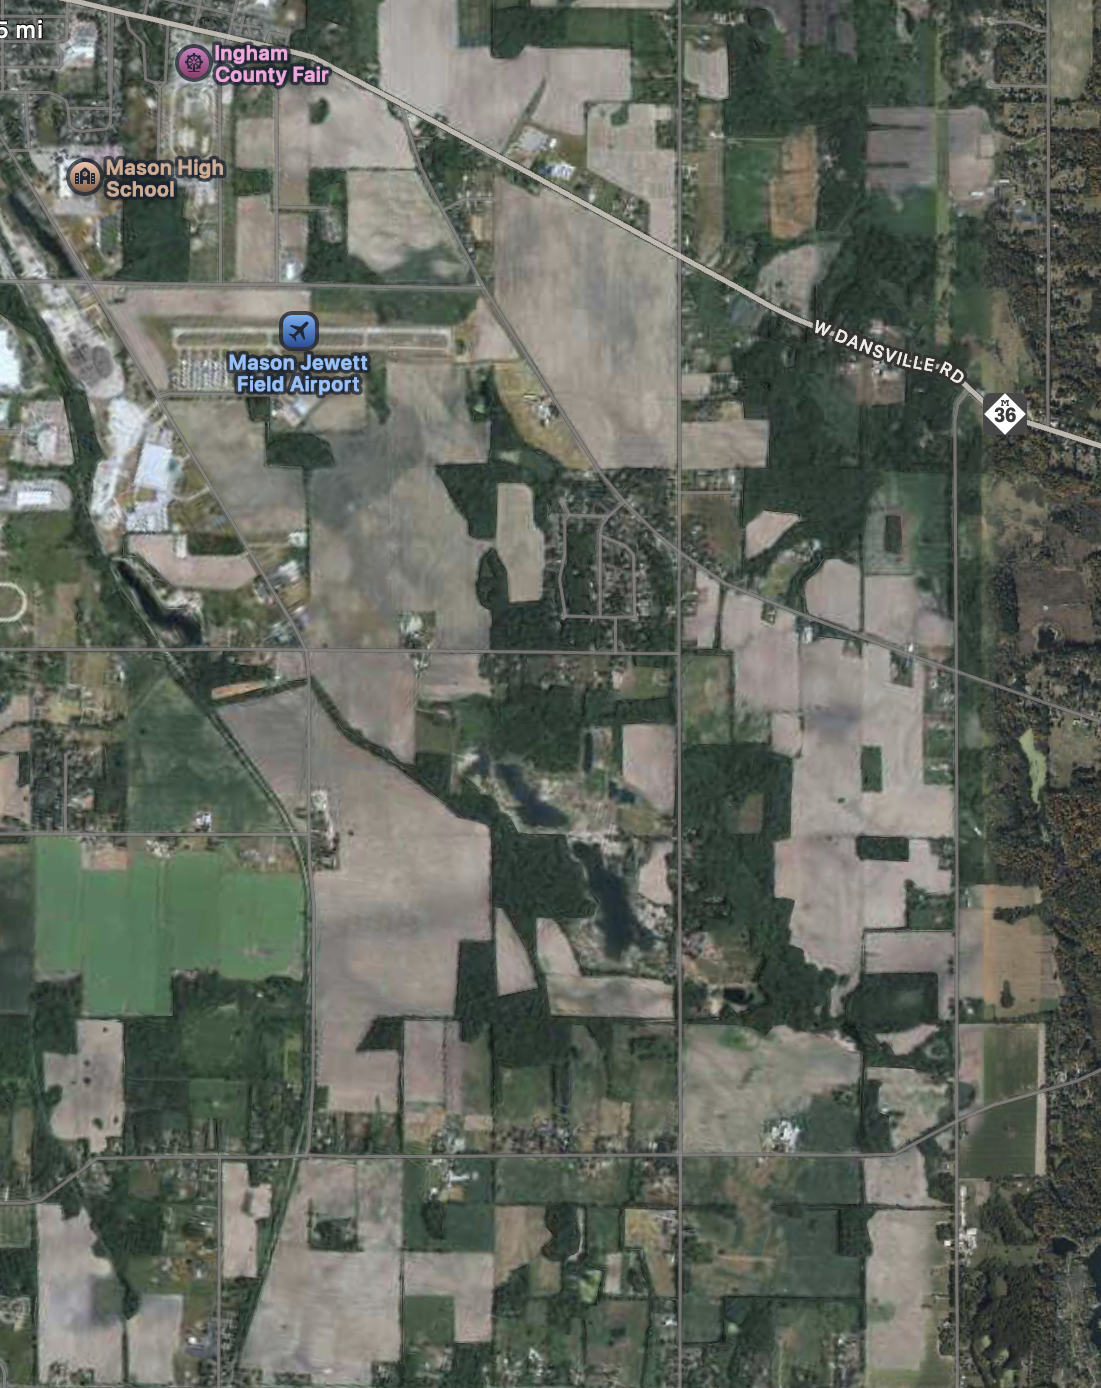 5 mi
Ingham
County Fair
Mason High
School
Mason Jewett
Field Airport
W DANSVILLE RD
M
36